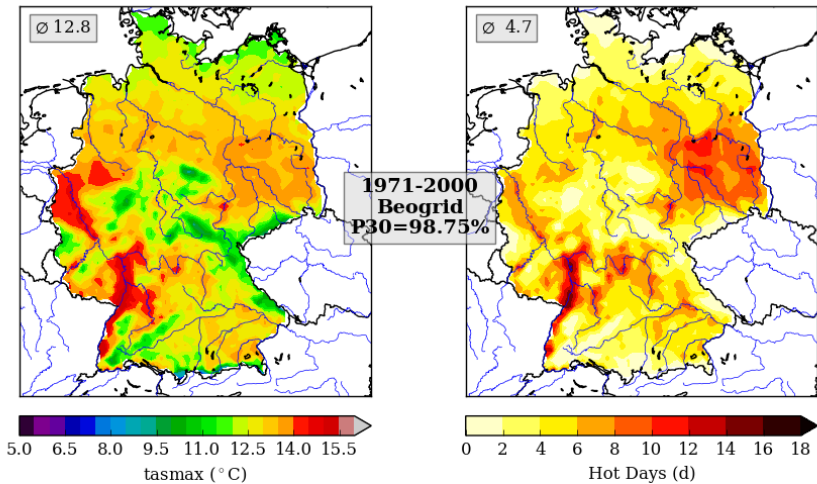 ∅ 12.8
∅ 4.7
1971-2000
Beogrid
P30=98.75%
5.0 6.5 8.0 9.5 11.0 12.5 14.0 15.5
tasmax (°C)
0 2 4 6 8 10 12 14 16 18
Hot Days (d)